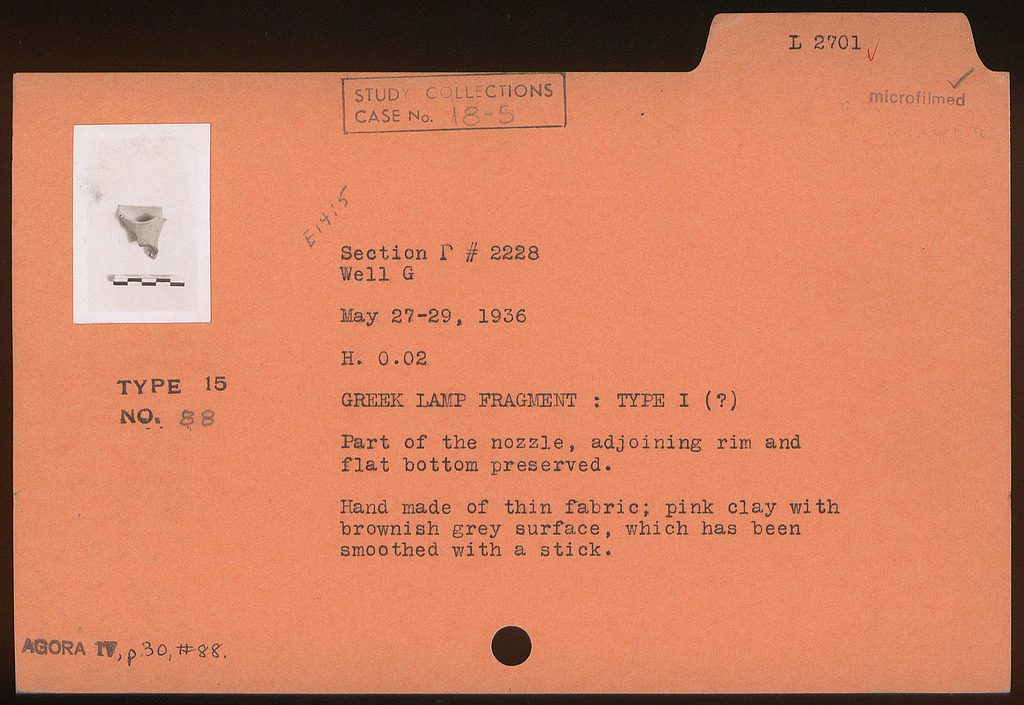 L 2701
microfilmed
STUDY COLLECTIONS
CASE No. 18-5
E 14:5
Section Γ # 2228
Well G
May 27-29, 1936
H. 0.02
TYPE 15
NO. 88
GREEK LAMP FRAGMENT : TYPE I (?)
Part of the nozzle, adjoining rim and
flat bottom preserved.
Hand made of thin fabric; pink clay with
brownish grey surface, which has been
smoothed with a stick.
AGORA IV, p.30, #88.